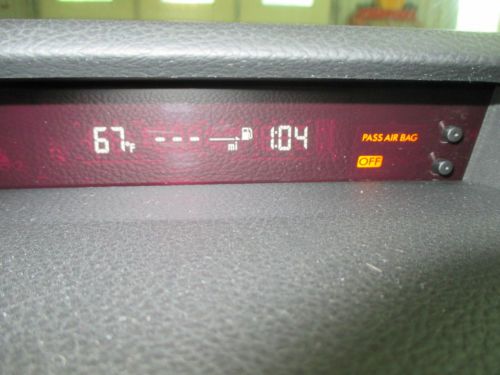 67°F --- mi 1:04 PASS AIR BAG
OFF